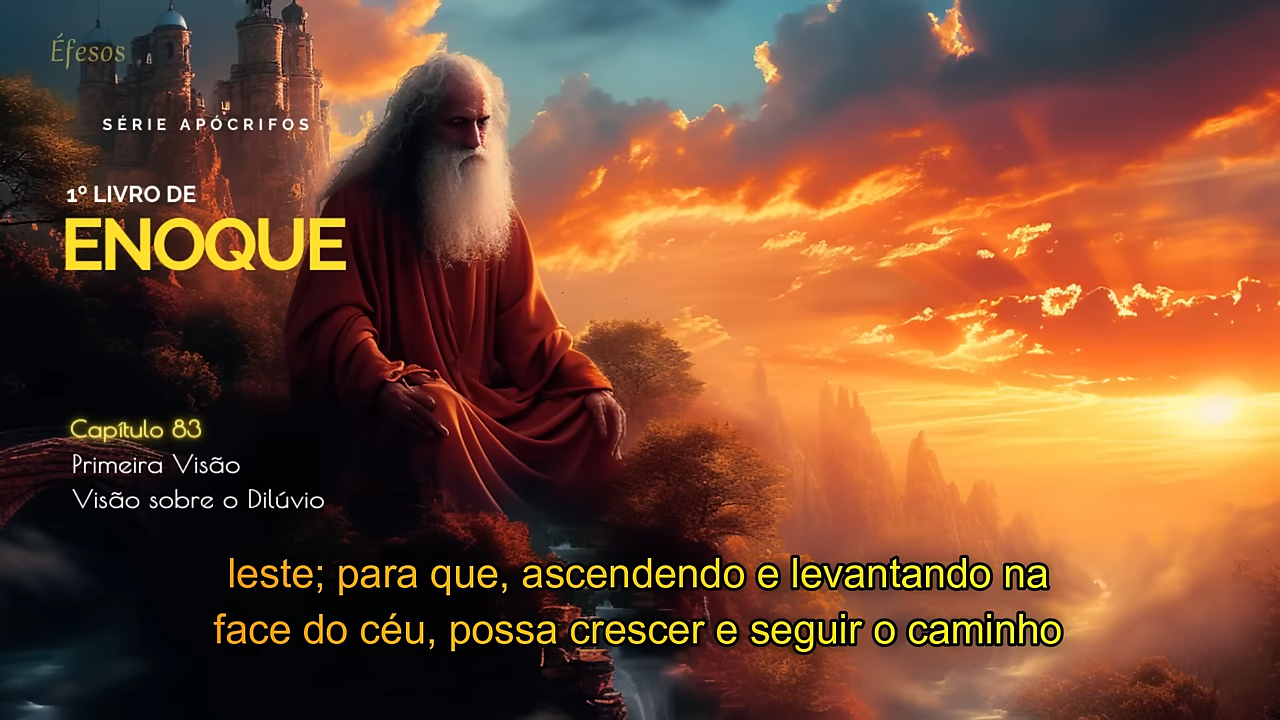 Éfesos
SÉRIE APÓCRIFOS
1º LIVRO DE
ENOQUE
Capítulo 83
Primeira Visão
Visão sobre o Dilúvio
leste; para que, ascendendo e levantando na
face do céu, possa crescer e seguir o caminho